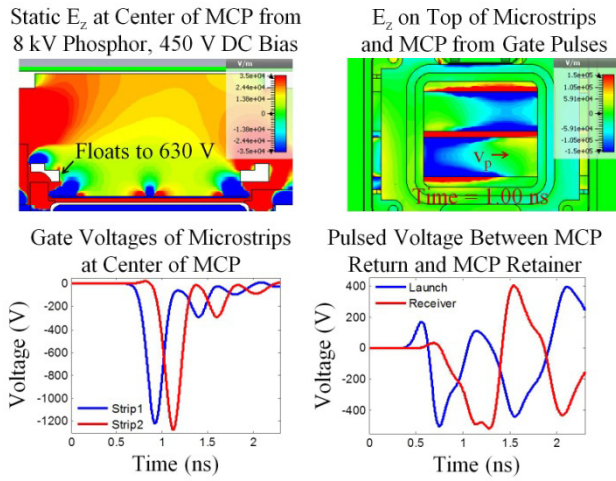 Static E_z at Center of MCP from
8 kV Phosphor, 450 V DC Bias
V/m
3.5e+04
2.44e+04
1.38e+04
0
-1.38e+04
-3.5e+04
Floats to 630 V
E_z on Top of Microstrips
and MCP from Gate Pulses
V/m
1.5e+05
1.05e+05
5.91e+04
0
-5.91e+04
-1.05e+05
-1.5e+05
V_p →
Time = 1.00 ns
Gate Voltages of Microstrips
at Center of MCP
Voltage (V)
0
-200
-400
-600
-800
-1000
-1200
Strip1
Strip2
0 0.5 1 1.5 2
Time (ns)
Pulsed Voltage Between MCP
Return and MCP Retainer
Voltage (V)
400
200
0
-200
-400
Launch
Receiver
0 0.5 1 1.5 2
Time (ns)